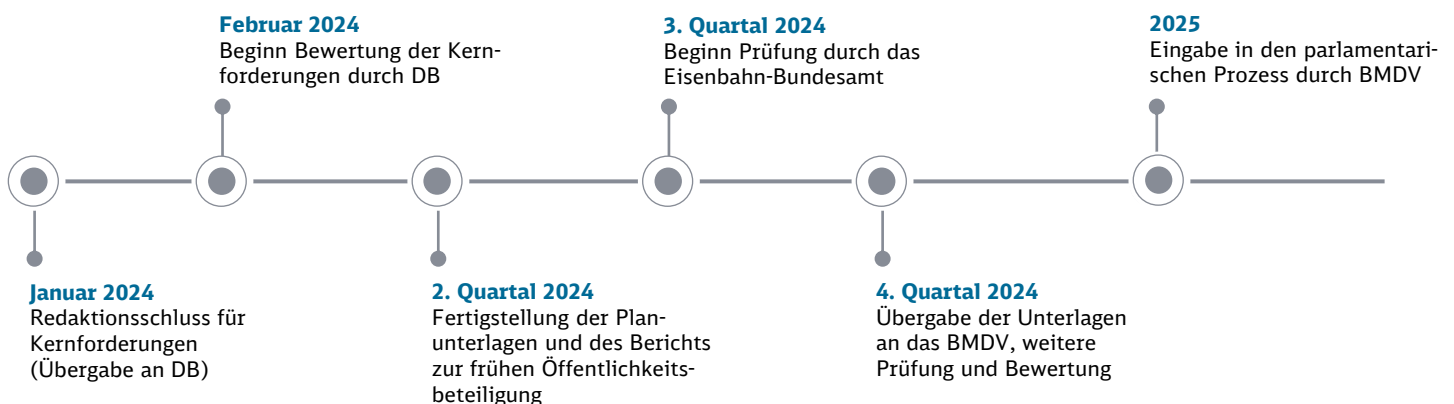 Februar 2024
Beginn Bewertung der Kern-
forderungen durch DB
3. Quartal 2024
Beginn Prüfung durch das
Eisenbahn-Bundesamt
2025
Eingabe in den parlamentari-
schen Prozess durch BMDV
Januar 2024
Redaktionsschluss für
Kernforderungen
(Übergabe an DB)
2. Quartal 2024
Fertigstellung der Plan-
unterlagen und des Berichts
zur frühen Öffentlichkeits-
beteiligung
4. Quartal 2024
Übergabe der Unterlagen
an das BMDV, weitere
Prüfung und Bewertung